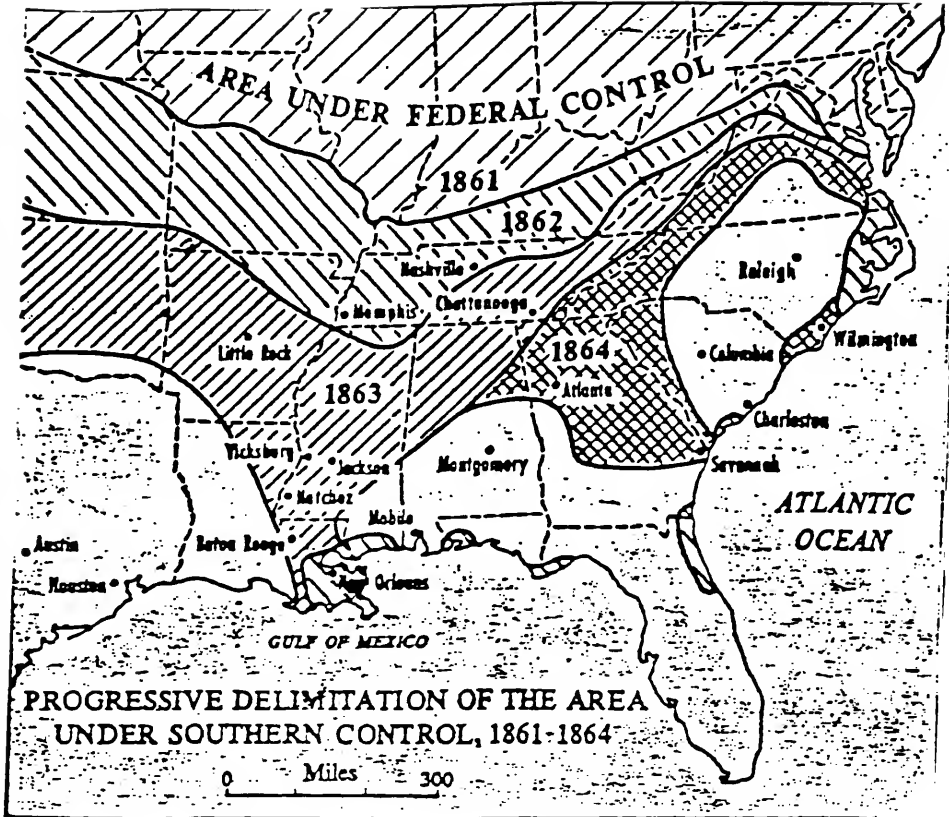 AREA UNDER FEDERAL CONTROL
1861
1862
Nashville
Memphis
Chattanooga
Raleigh
Little Rock
1864
Columbia
Wilmington
Atlanta
1863
Charleston
Vicksburg
Jackson
Montgomery
Savannah
Natchez
Mobile
ATLANTIC
OCEAN
Baton Rouge
Austin
Houston
New Orleans
GULF OF MEXICO
PROGRESSIVE DELIMITATION OF THE AREA
UNDER SOUTHERN CONTROL, 1861-1864
0 Miles 300